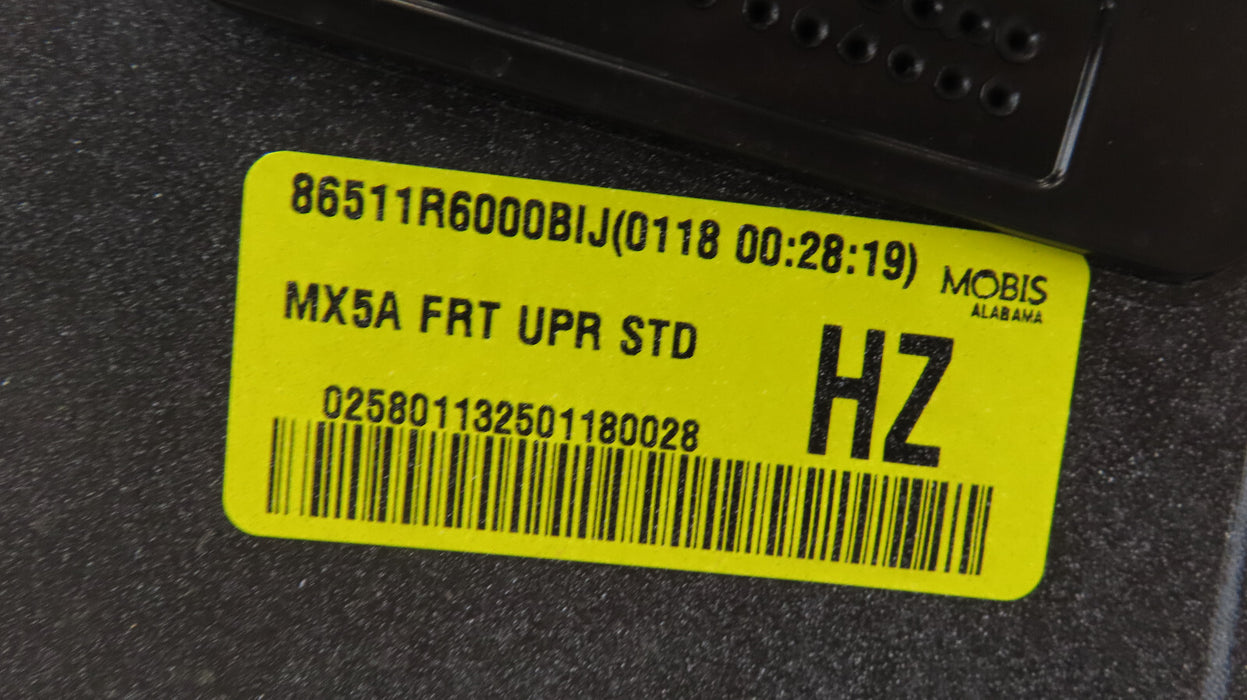 86511R6000BIJ(0118 00:28:19)
MOBIS
ALABAMA
MX5A FRT UPR STD
HZ
025801132501180028